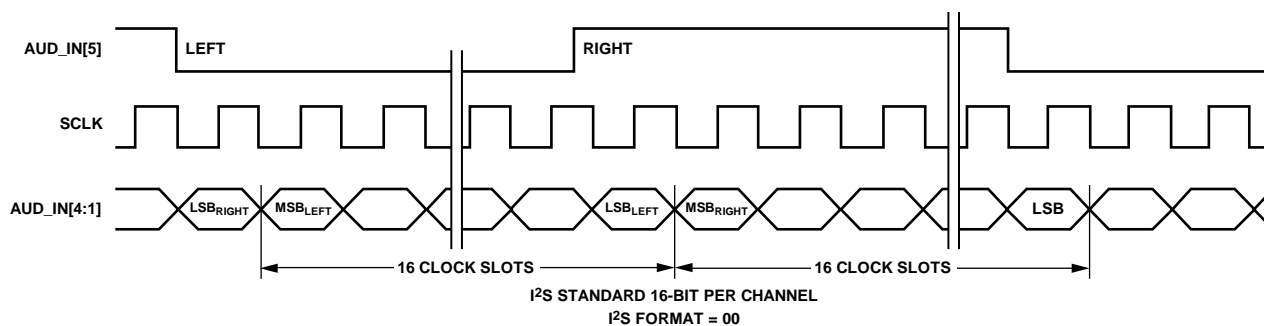 AUD_IN[5]
LEFT
RIGHT
SCLK
AUD_IN[4:1]
LSBRIGHT
MSBLEFT
LSBLEFT
MSBRIGHT
LSB
16 CLOCK SLOTS
16 CLOCK SLOTS
I2S STANDARD 16-BIT PER CHANNEL
I2S FORMAT = 00